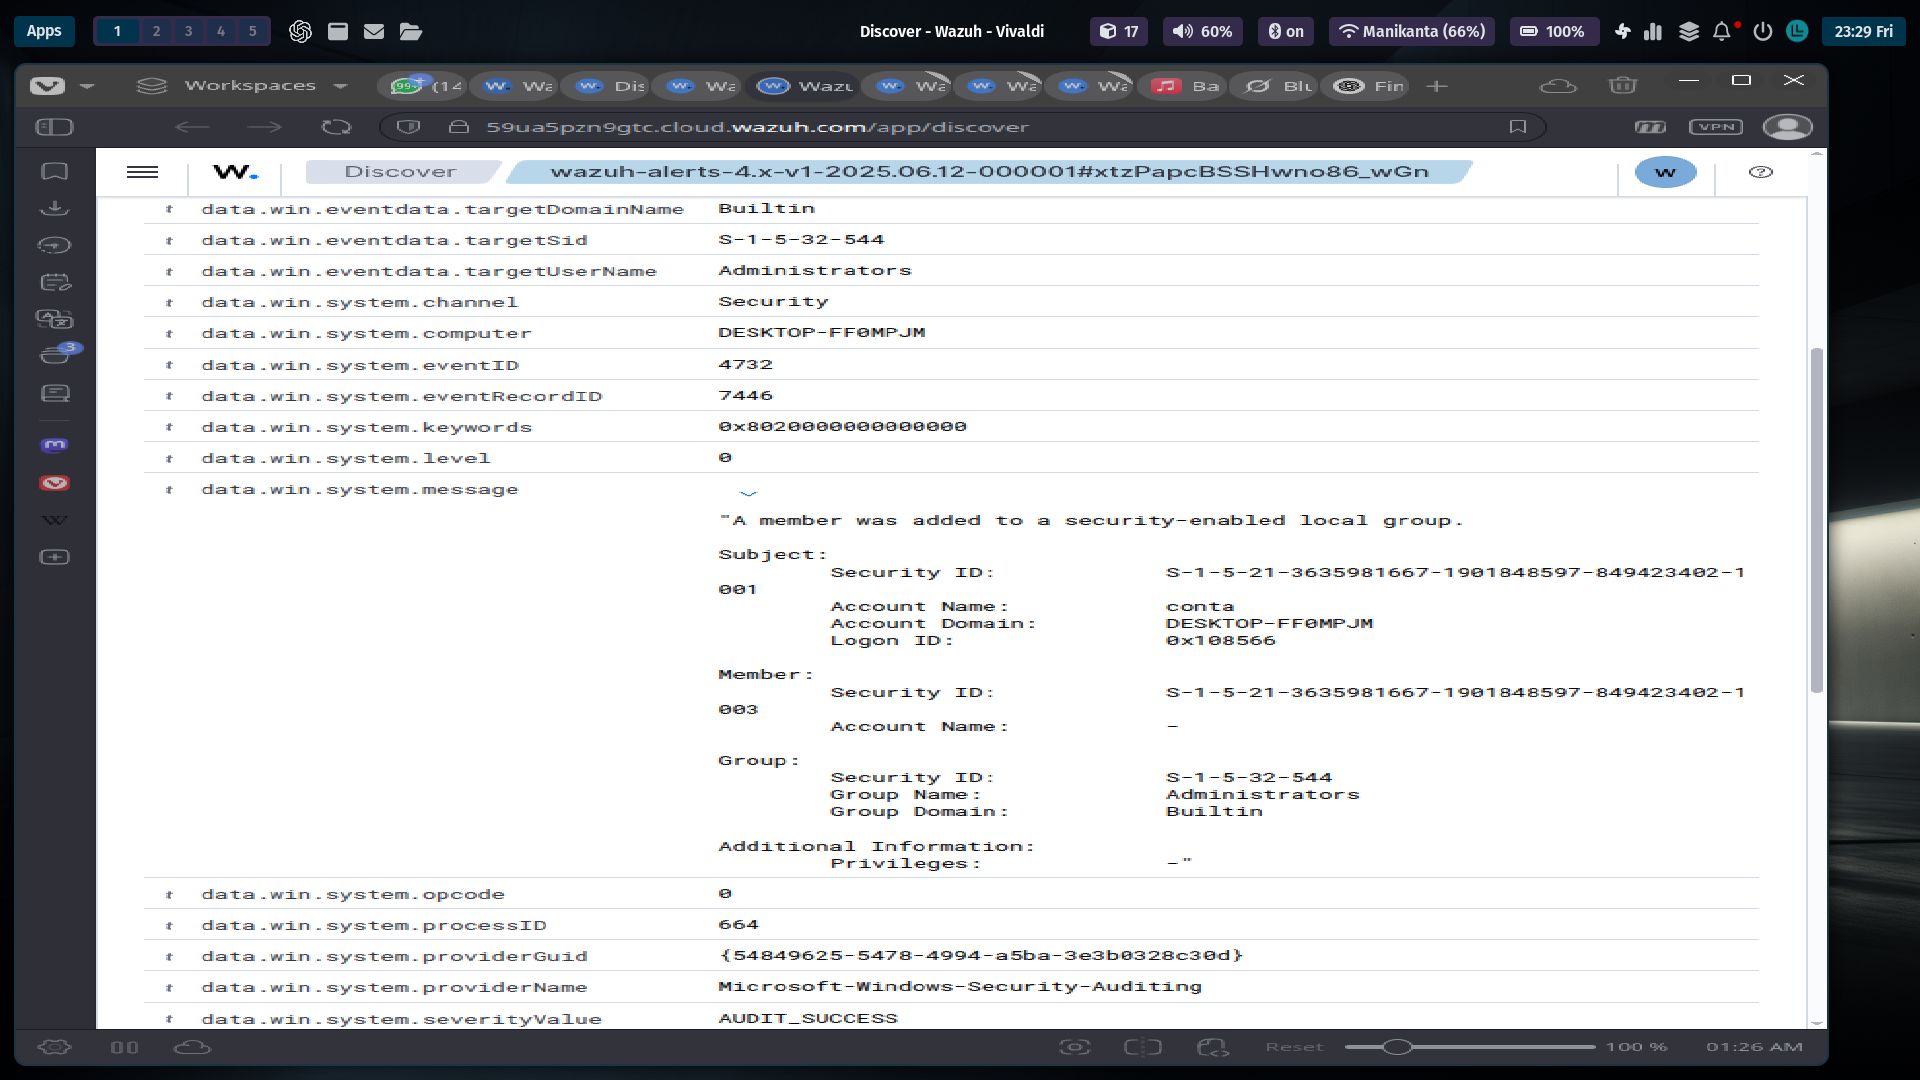 Apps 1 2 3 4 5 Discover - Wazuh - Vivaldi 17 60% on Manikanta (66%) 100% 23:29 Fri
Workspaces 99+ (14 Wa Dis Wa Wazu Wa Wa Wa Ba Blu Fin
59ua5pzn9gtc.cloud.wazuh.com/app/discover VPN
W. Discover wazuh-alerts-4.x-v1-2025.06.12-000001#xtzPapcBSSHwno86_wGn w
t data.win.eventdata.targetDomainName Builtin
t data.win.eventdata.targetSid S-1-5-32-544
t data.win.eventdata.targetUserName Administrators
t data.win.system.channel Security
t data.win.system.computer DESKTOP-FF0MPJM
t data.win.system.eventID 4732
t data.win.system.eventRecordID 7446
t data.win.system.keywords 0x8020000000000000
t data.win.system.level 0
t data.win.system.message
"A member was added to a security-enabled local group.
Subject:
Security ID: S-1-5-21-3635981667-1901848597-849423402-1
001
Account Name: conta
Account Domain: DESKTOP-FF0MPJM
Logon ID: 0x108566
Member:
Security ID: S-1-5-21-3635981667-1901848597-849423402-1
003
Account Name: -
Group:
Security ID: S-1-5-32-544
Group Name: Administrators
Group Domain: Builtin
Additional Information:
Privileges: -"
t data.win.system.opcode 0
t data.win.system.processID 664
t data.win.system.providerGuid {54849625-5478-4994-a5ba-3e3b0328c30d}
t data.win.system.providerName Microsoft-Windows-Security-Auditing
t data.win.system.severityValue AUDIT_SUCCESS
3
Reset 100 % 01:26 AM